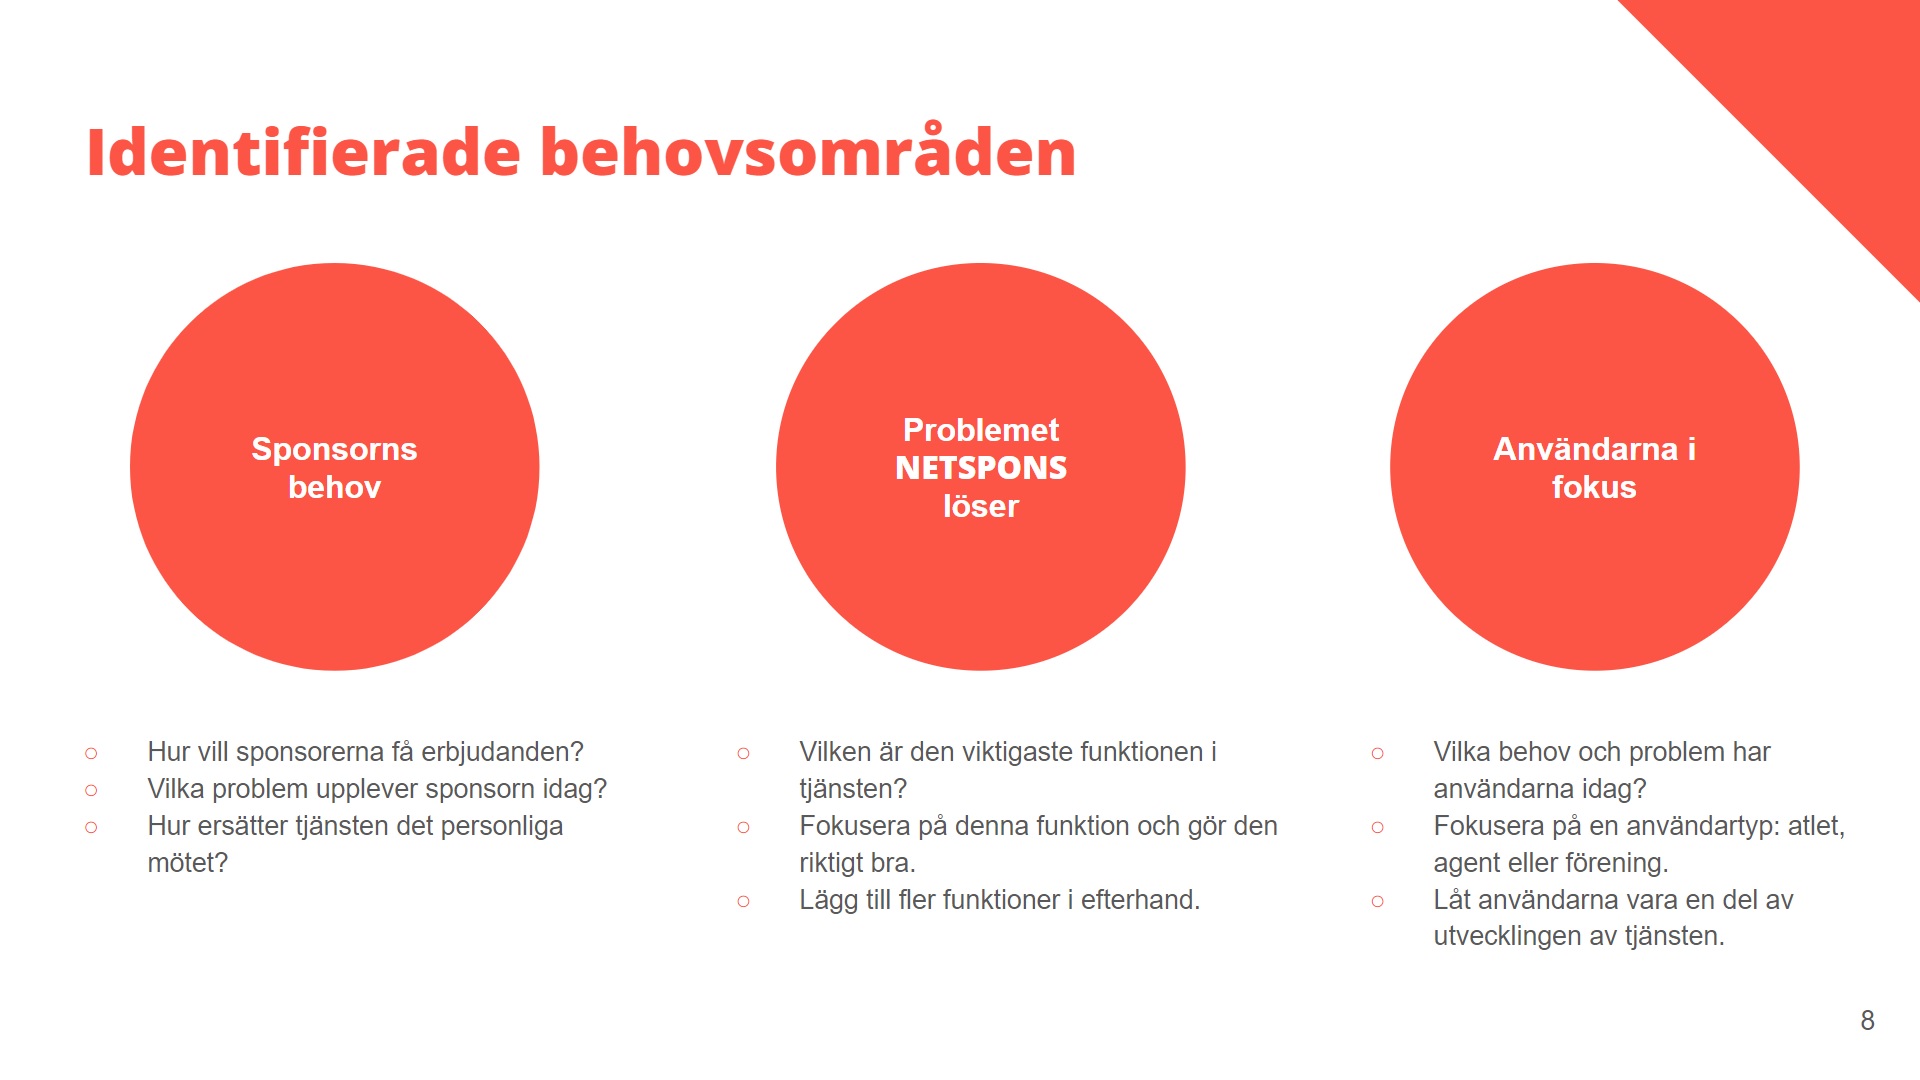 Identifierade behovsområden
Sponsorns
behov
Problemet
NETSPONS
löser
Användarna i
fokus
Hur vill sponsorerna få erbjudanden?
Vilka problem upplever sponsorn idag?
Hur ersätter tjänsten det personliga
mötet?
Vilken är den viktigaste funktionen i
tjänsten?
Fokusera på denna funktion och gör den
riktigt bra.
Lägg till fler funktioner i efterhand.
Vilka behov och problem har
användarna idag?
Fokusera på en användartyp: atlet,
agent eller förening.
Låt användarna vara en del av
utvecklingen av tjänsten.
8